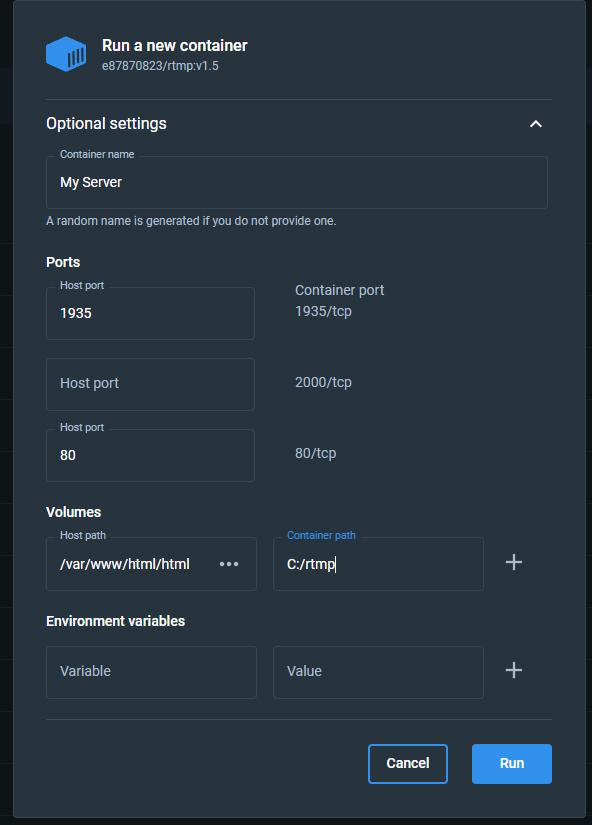 Run a new container
e87870823/rtmp:v1.5
Optional settings
Container name
My Server
A random name is generated if you do not provide one.
Ports
Host port
Container port
1935
1935/tcp
Host port
2000/tcp
Host port
80
80/tcp
Volumes
Host path
Container path
/var/www/html/html
C:/rtmp
Environment variables
Variable
Value
Cancel
Run